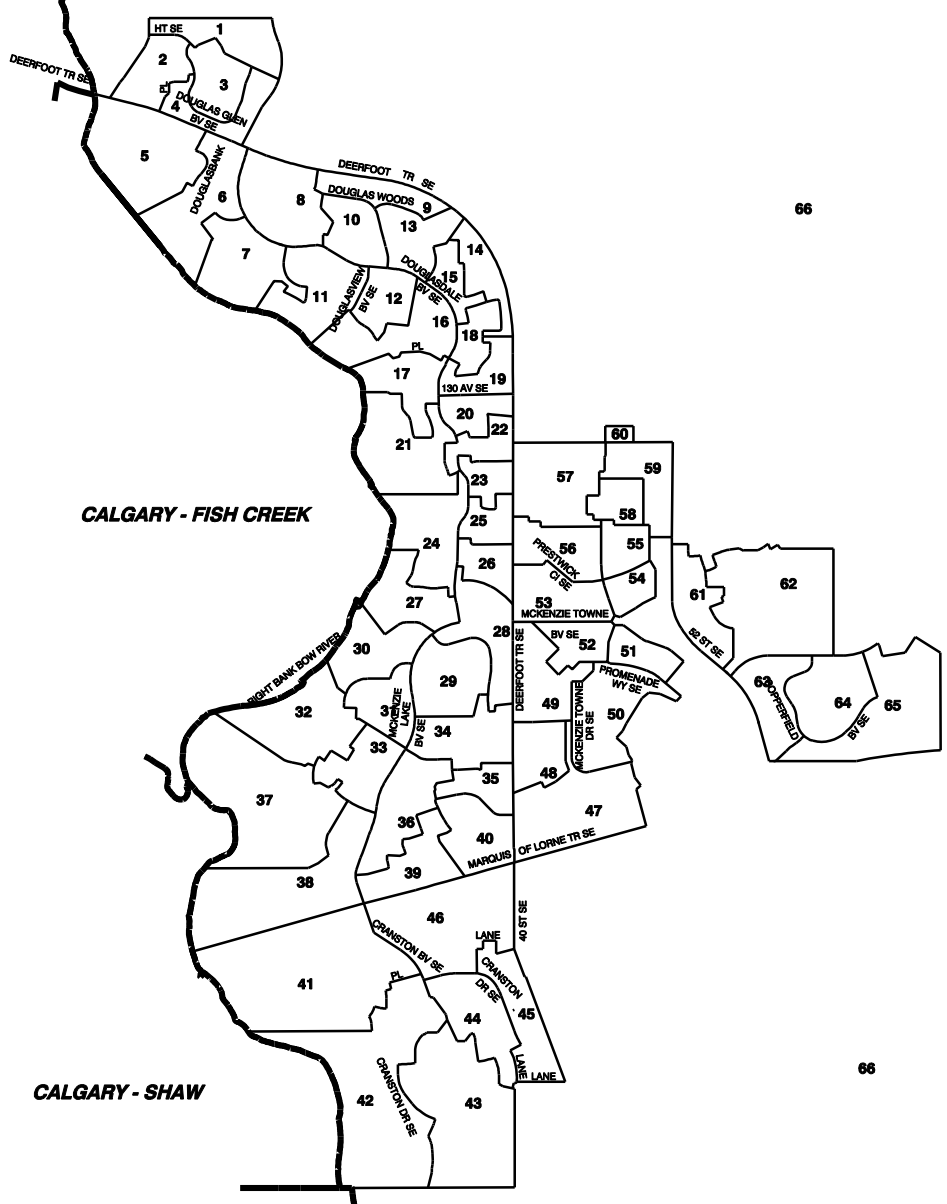 1
HT SE
2
DEERFOOT TR SE
3
4
DOUGLAS GLEN
BV SE
5
DOUGLASBANK
6
DEERFOOT TR SE
8
DOUGLAS WOODS
9
66
10
13
7
14
DOUGLASDALE
BV SE
15
11
DOUGLASVIEW
BV SE
12
16
18
PL
17
19
130 AV SE
20
22
60
21
59
57
23
CALGARY - FISH CREEK
58
25
24
56
55
PRESTWICK
CI SE
26
54
62
61
27
53
MCKENZIE TOWNE
BV SE
28
52
51
52 ST SE
30
RIGHT BANK BOW RIVER
DEERFOOT TR SE
29
PROMENADE
WY SE
63
COPPERFIELD
BV SE
64
65
32
31
MCKENZIE
LAKE
BV SE
49
MCKENZIE TOWNE
DR SE
50
34
33
35
48
37
47
36
40
MARQUIS OF LORNE TR SE
38
39
46
40 ST SE
CRANSTON BV SE
LANE
CRANSTON
DR SE
PL
41
44
45
LANE
LANE
66
CALGARY - SHAW
42
CRANSTON DR SE
43